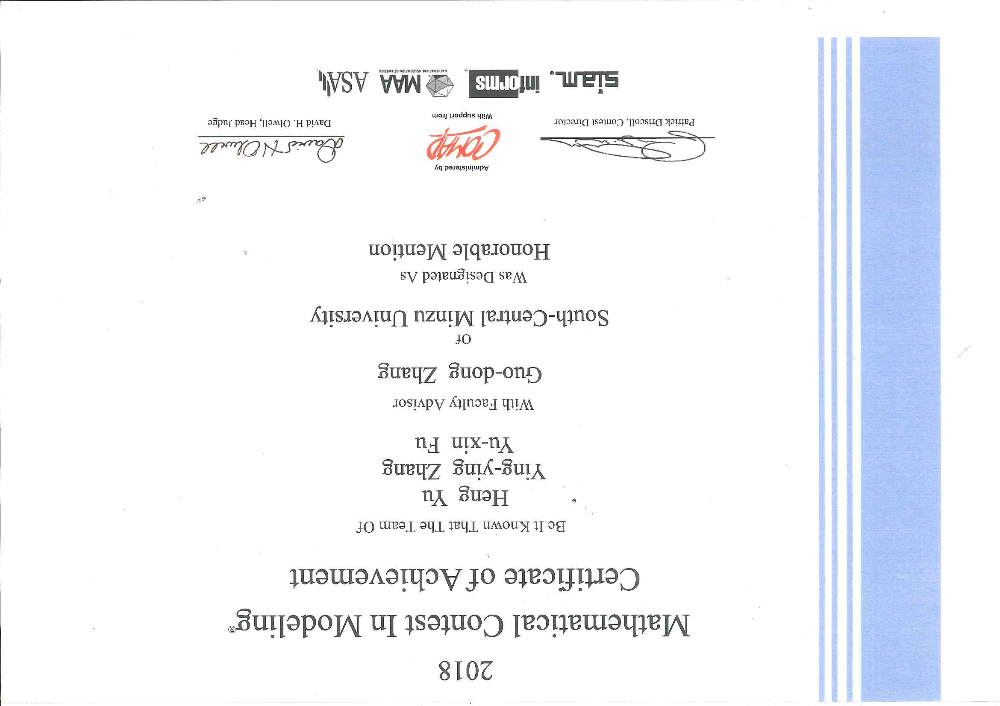 2018
Mathematical Contest In Modeling®
Certificate of Achievement
Be It Known That The Team Of
Heng Yu
Ying-ying Zhang
Yu-xin Fu
With Faculty Advisor
Guo-dong Zhang
Of
South-Central Minzu University
Was Designated As
Honorable Mention
Administered by
COMAP
David H Olwell
Patrick Driscoll, Contest Director
With support from
David H. Olwell, Head Judge
siam®
informs®
MAA
MATHEMATICAL ASSOCIATION OF AMERICA
ASA